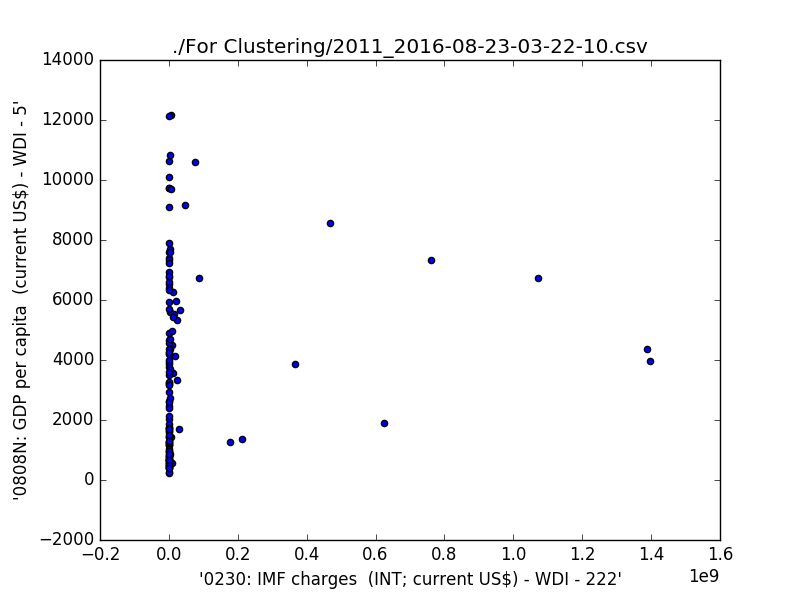 ./For Clustering/2011_2016-08-23-03-22-10.csv
14000
12000
10000
8000
6000
4000
2000
0
−2000
'0808N: GDP per capita  (current US$) - WDI - 5'
−0.2 0.0 0.2 0.4 0.6 0.8 1.0 1.2 1.4 1.6
1e9
'0230: IMF charges  (INT; current US$) - WDI - 222'